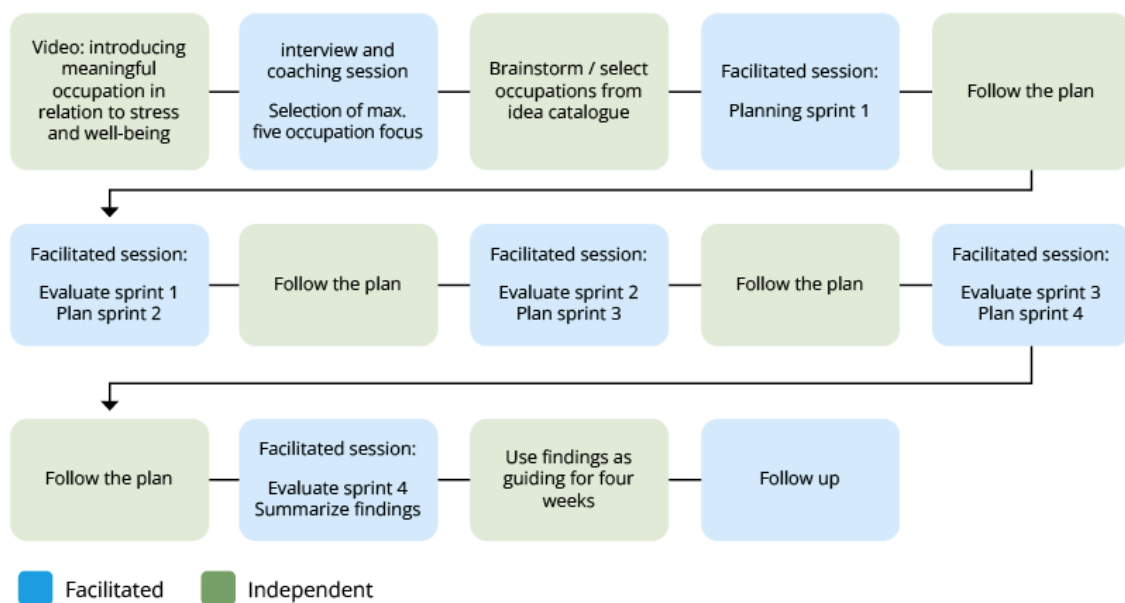 Video: introducing
meaningful
occupation in
relation to stress
and well-being
interview and
coaching session
Selection of max.
five occupation focus
Brainstorm / select
occupations from
idea catalogue
Facilitated session:
Planning sprint 1
Follow the plan
Facilitated session:
Evaluate sprint 1
Plan sprint 2
Follow the plan
Facilitated session:
Evaluate sprint 2
Plan sprint 3
Follow the plan
Facilitated session:
Evaluate sprint 3
Plan sprint 4
Follow the plan
Facilitated session:
Evaluate sprint 4
Summarize findings
Use findings as
guiding for four
weeks
Follow up
Facilitated
Independent